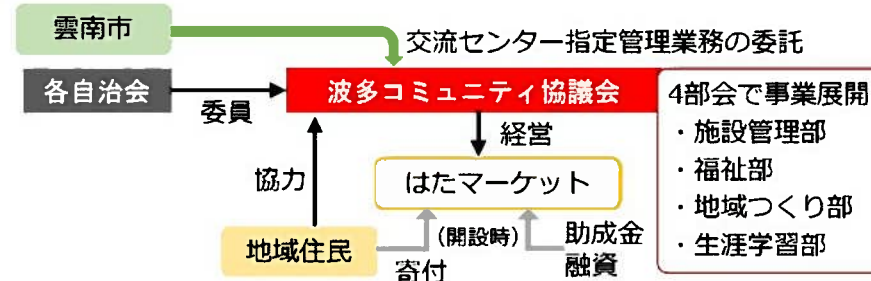 雲南市
交流センター指定管理業務の委託
各自治会
委員
波多コミュニティ協議会
4部会で事業展開
・施設管理部
・福祉部
・地域つくり部
・生涯学習部
経営
協力
はたマーケット
地域住民
(開設時)
寄付
助成金
融資